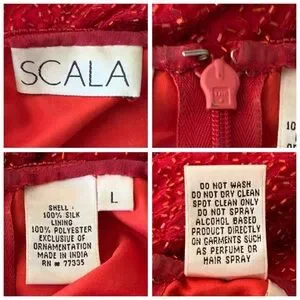 SCALA
10
SHELL:
100% SILK
LINING
100% POLYESTER
EXCLUSIVE OF
ORNAMENTATION
MADE IN INDIA
RN # 77335
L
DO NOT WASH
DO NOT DRY CLEAN
SPOT CLEAN ONLY
DO NOT SPRAY
ALCOHOL BASED
PRODUCT DIRECTLY
ON GARMENTS SUCH
AS PERFUME OR
HAIR SPRAY